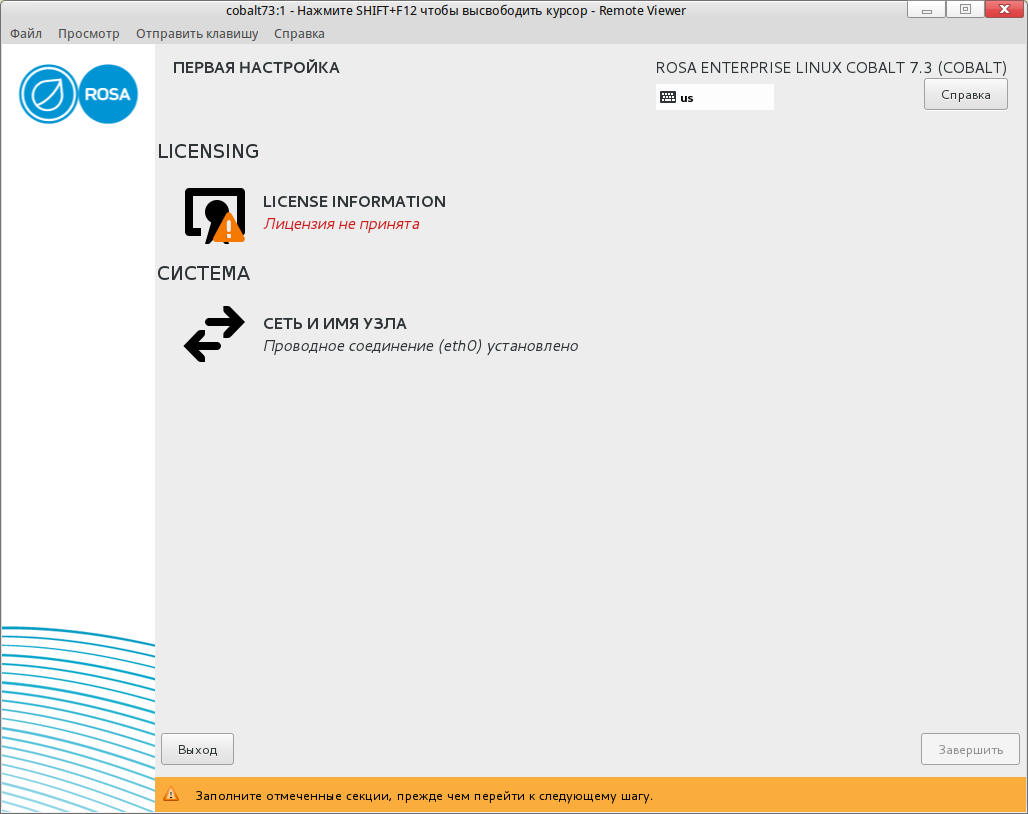 cobalt73:1 - Нажмите SHIFT+F12 чтобы высвободить курсор - Remote Viewer
Файл Просмотр Отправить клавишу Справка
ROSA
ПЕРВАЯ НАСТРОЙКА
ROSA ENTERPRISE LINUX COBALT 7.3 (COBALT)
us
Справка
LICENSING
LICENSE INFORMATION
Лицензия не принята
СИСТЕМА
СЕТЬ И ИМЯ УЗЛА
Проводное соединение (eth0) установлено
Выход
Завершить
Заполните отмеченные секции, прежде чем перейти к следующему шагу.